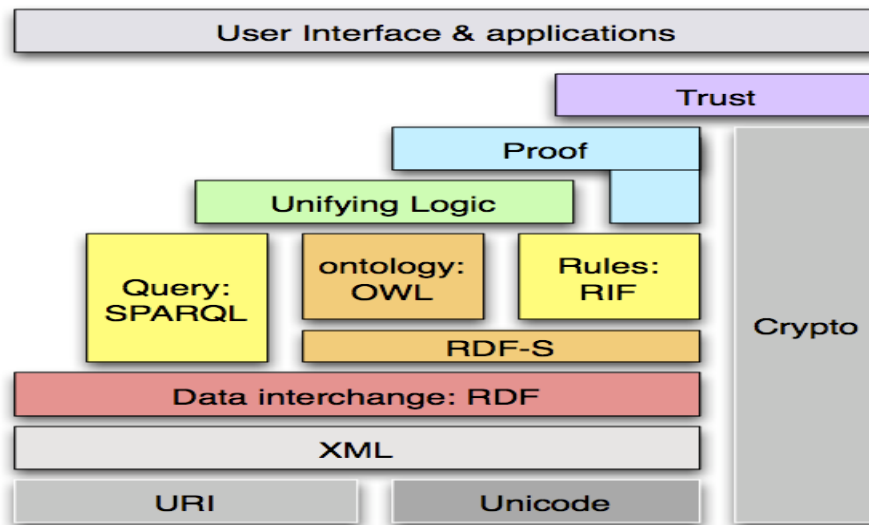 User Interface & applications
Trust
Proof
Unifying Logic
Query:
SPARQL
ontology:
OWL
Rules:
RIF
Crypto
RDF-S
Data interchange: RDF
XML
URI
Unicode